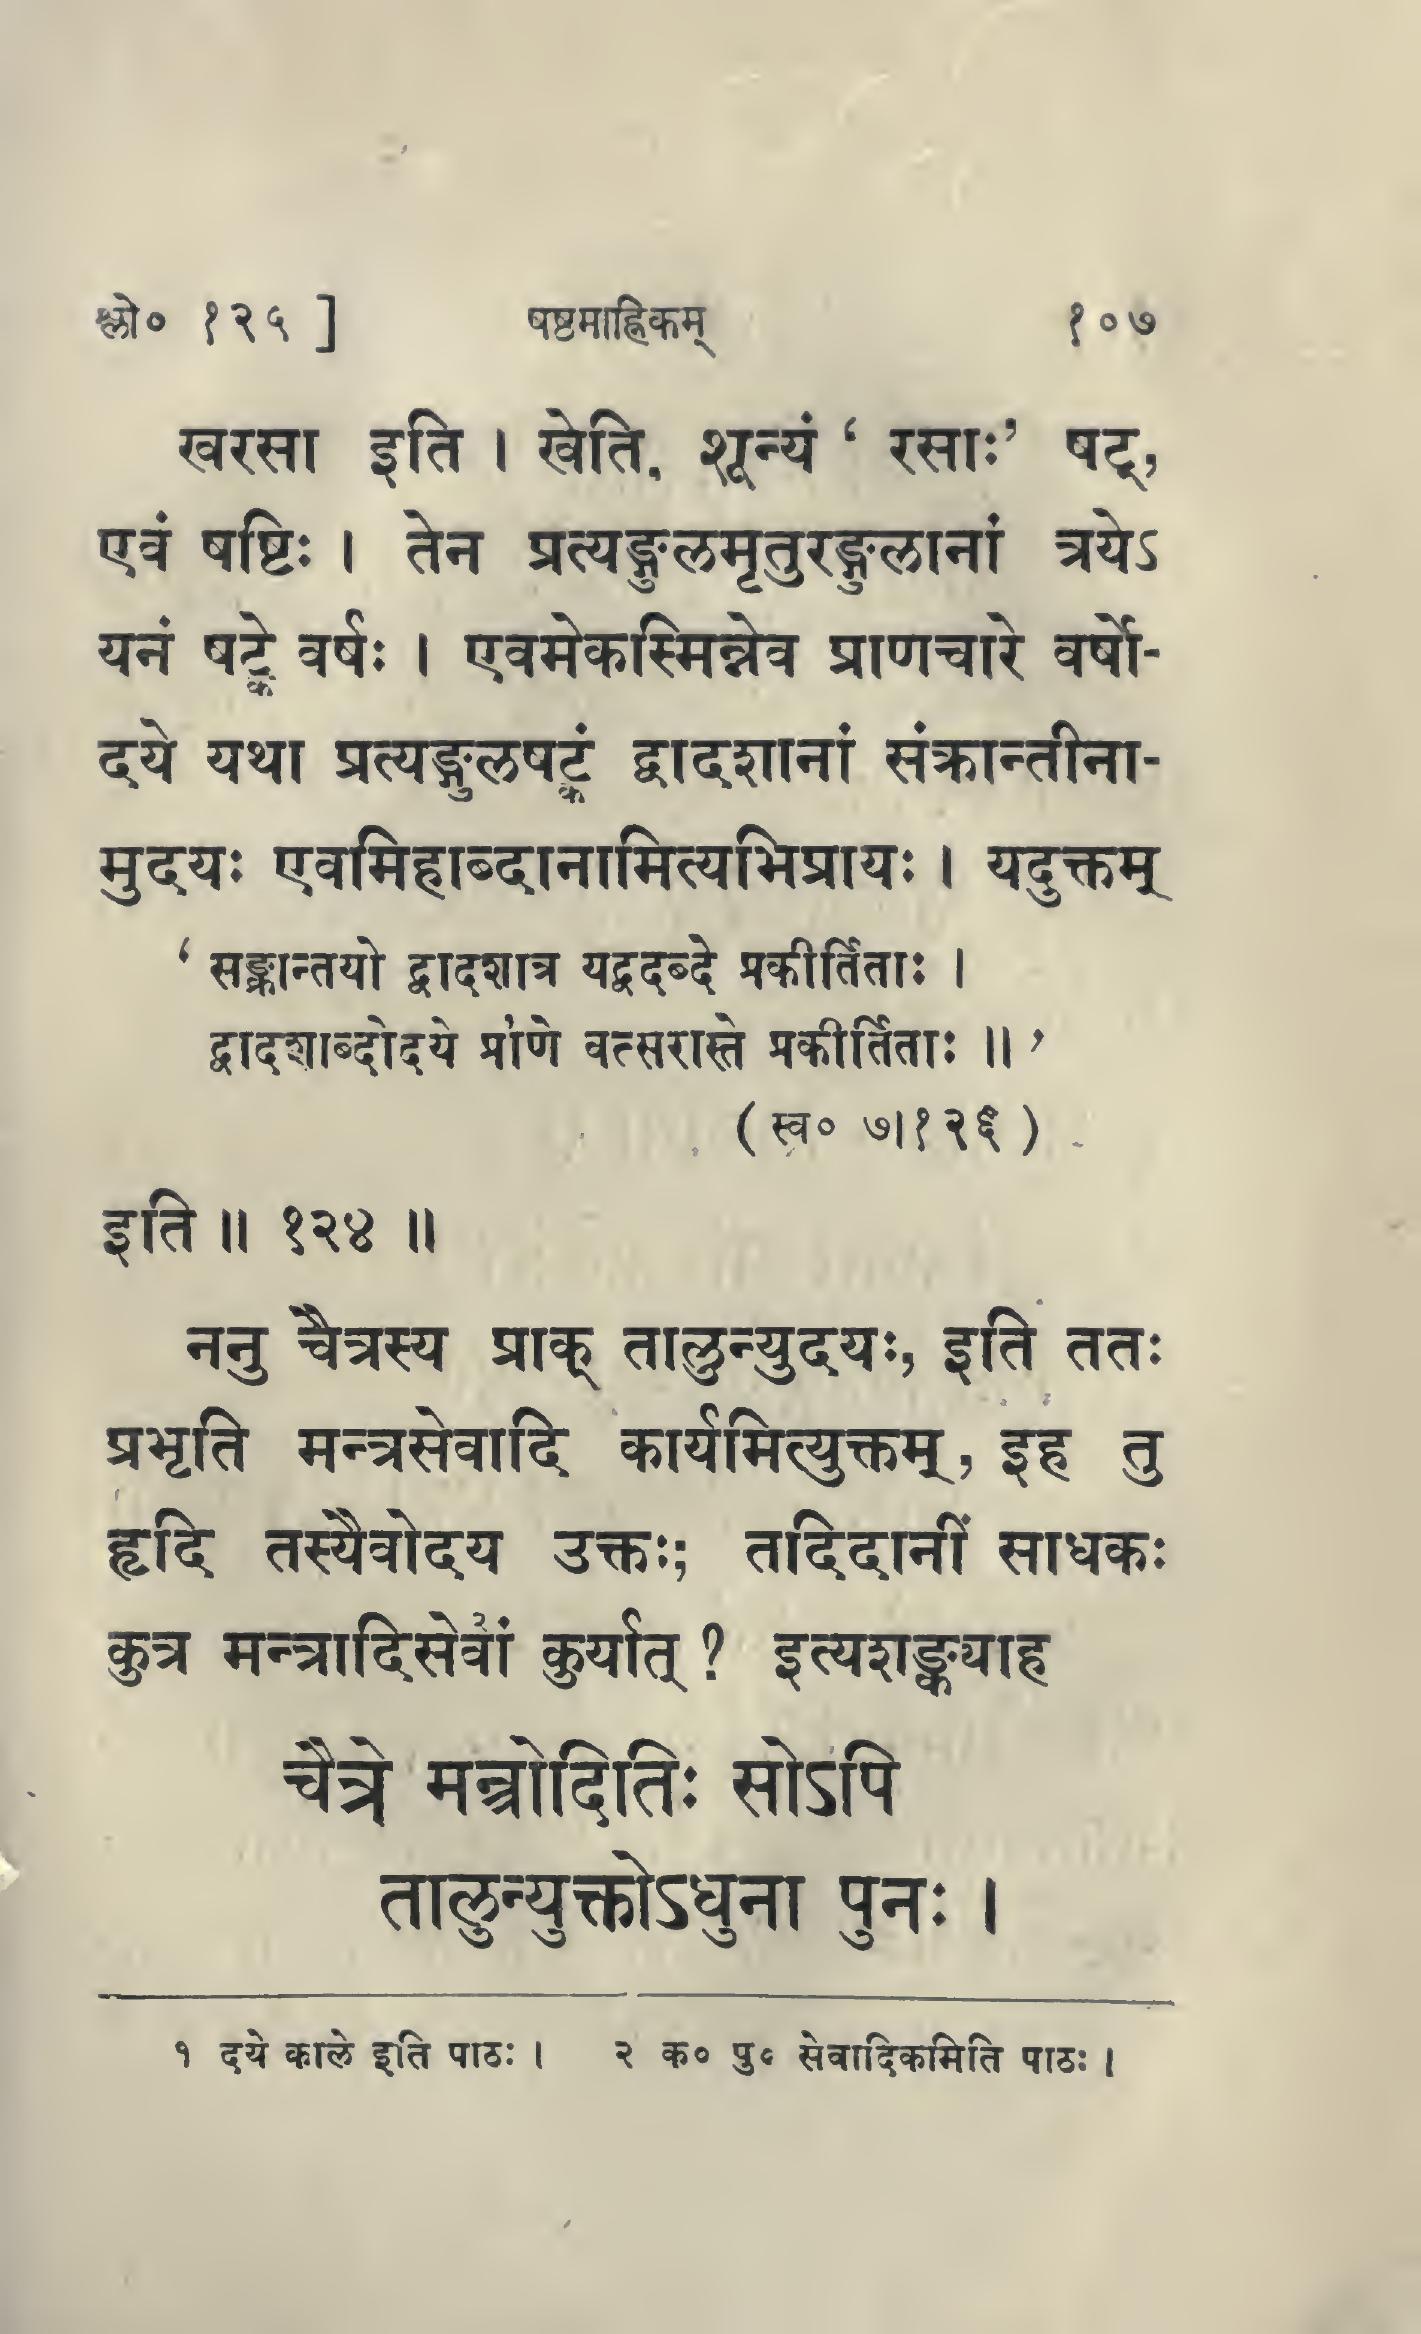 श्लो० १२५ ] षष्ठमाह्निकम् १०७
खरसा इति । खेति, शून्यं ‘ रसाः’ षट्,
एवं षष्टिः । तेन प्रत्यङ्गुलमृतुरङ्गुलानां त्रयेऽ
यनं षट्के वर्षः । एवमेकस्मिन्नेव प्राणचारे वर्षो-
दये यथा प्रत्यङ्गुलषट्कं द्वादशानां संक्रान्तीना-
मुदयः एवमिहाब्दानामित्यभिप्रायः । यदुक्तम्
‘ सङ्क्रान्तयो द्वादशात्र यद्वदब्दे प्रकीर्तिताः ।
द्वादशाब्दोदये प्रा१णे वत्सरास्ते प्रकीर्तिताः ॥ ’
( स्व० ७।१२६ )
इति ॥ १२४ ॥
ननु चैत्रस्य प्राक् तालुन्युदयः, इति ततः
प्रभृति मन्त्रसेवादि कार्यमित्युक्तम्, इह तु
हृदि तस्यैवोदय उक्तः; तदिदानीं साधकः
कुत्र मन्त्रादिसेवां२ कुर्यात् ? इत्यशङ्क्याह
चैत्रे मन्त्रोदितिः सोऽपि
तालुन्युक्तोऽधुना पुनः ।
१ दये काले इति पाठः । २ क० पु० सेवादिकमिति पाठः ।